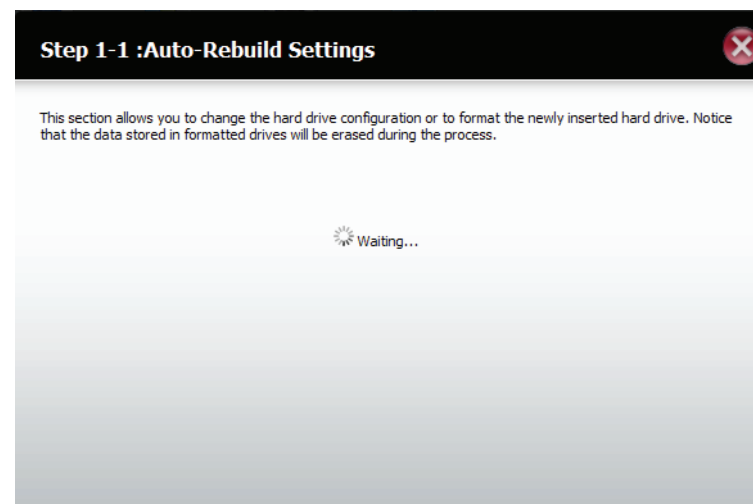 Step 1-1 :Auto-Rebuild Settings
This section allows you to change the hard drive configuration or to format the newly inserted hard drive. Notice
that the data stored in formatted drives will be erased during the process.
Waiting...